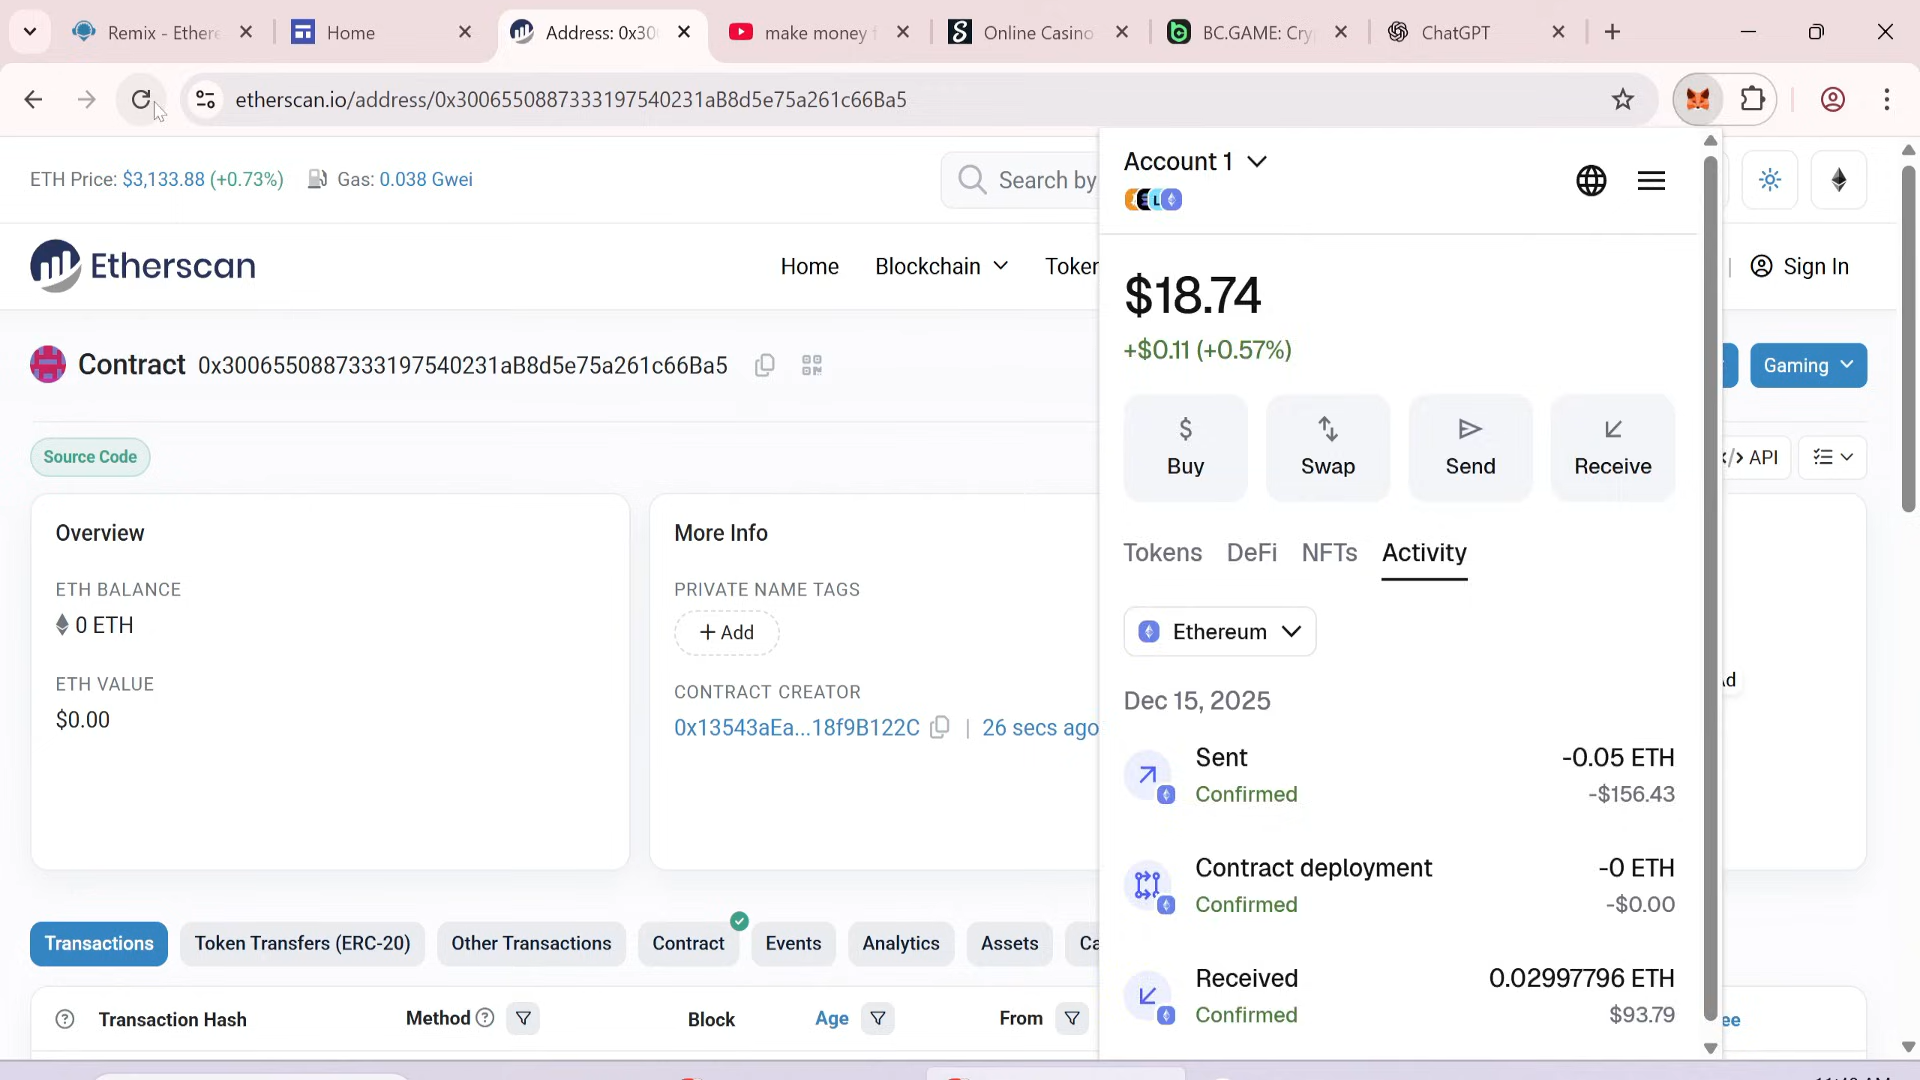 Remix - Ethere
Home
Address: 0x30
make money f
Online Casino
BC.GAME: Cry
ChatGPT
etherscan.io/address/0x3006550887333197540231aB8d5e75a261c66Ba5
ETH Price: $3,133.88 (+0.73%)
Gas: 0.038 Gwei
Search by
Etherscan
Home
Blockchain
Token
Sign In
Contract 0x3006550887333197540231aB8d5e75a261c66Ba5
Gaming
Source Code
API
Overview
ETH BALANCE
0 ETH
ETH VALUE
$0.00
More Info
PRIVATE NAME TAGS
+ Add
CONTRACT CREATOR
0x13543aEa...18f9B122C | 26 secs ago
Transactions
Token Transfers (ERC-20)
Other Transactions
Contract
Events
Analytics
Assets
Ca
Transaction Hash
Method
Block
Age
From
Account 1
$18.74
+$0.11 (+0.57%)
Buy
Swap
Send
Receive
Tokens
DeFi
NFTs
Activity
Ethereum
Dec 15, 2025
Sent
-0.05 ETH
Confirmed
-$156.43
Contract deployment
-0 ETH
Confirmed
-$0.00
Received
0.02997796 ETH
Confirmed
$93.79